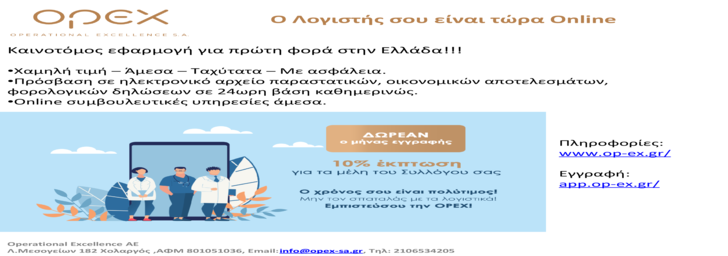 opex
OPERATIONAL EXCELLENCE S.A.
Ο Λογιστής σου είναι τώρα Online
Καινοτόμος εφαρμογή για πρώτη φορά στην Ελλάδα!!!
•Χαμηλή τιμή – Άμεσα – Ταχύτατα – Με ασφάλεια.
•Πρόσβαση σε ηλεκτρονικό αρχείο παραστατικών, οικονομικών αποτελεσμάτων,
φορολογικών δηλώσεων σε 24ωρη βάση καθημερινώς.
•Online συμβουλευτικές υπηρεσίες άμεσα.
ΔΩΡΕΑΝ
ο μήνας εγγραφής
10% έκπτωση
για τα μέλη του Συλλόγου σας
Ο χρόνος σου είναι πολύτιμος!
Μην τον σπαταλάς με τα λογιστικά!
Εμπιστεύσου την OPEX!
Πληροφορίες:
www.op-ex.gr/
Εγγραφή:
app.op-ex.gr/
Operational Excellence AE
Λ.Μεσογείων 182 Χολαργός ,ΑΦΜ 801051036, Email:info@opex-sa.gr, Τηλ: 2106534205